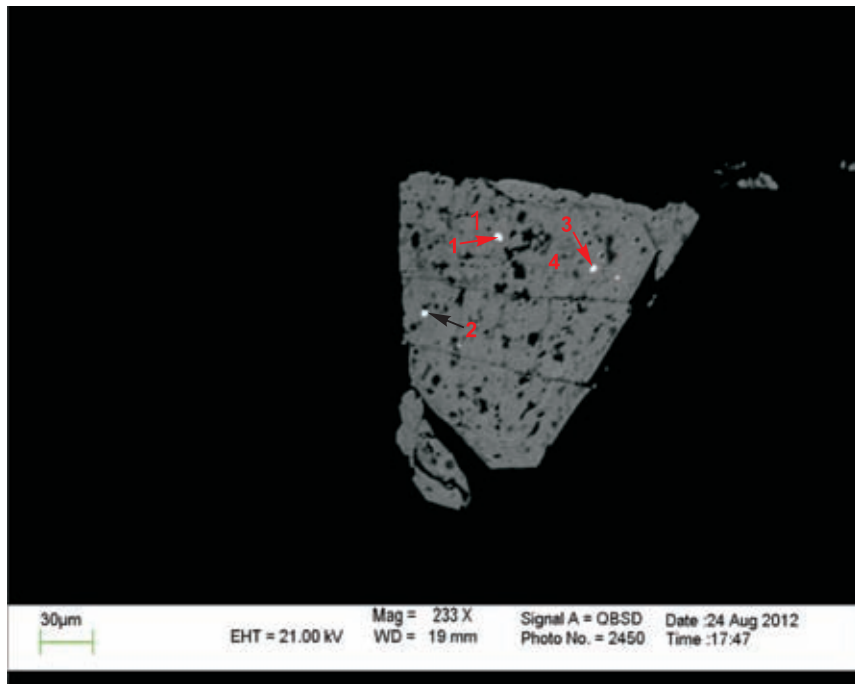 1
3
1
4
2
30µm
EHT = 21.00 kV
Mag = 233 X
WD = 19 mm
Signal A = QBSD
Photo No. = 2450
Date :24 Aug 2012
Time :17:47